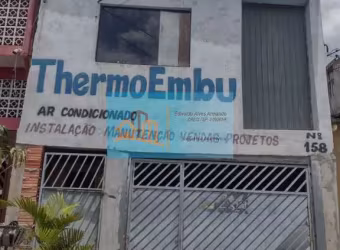 ThermoEmbu
AR CONDICIONADO
INSTALAÇÃO MANUTENÇÃO VENDAS PROJETOS
Nº
158